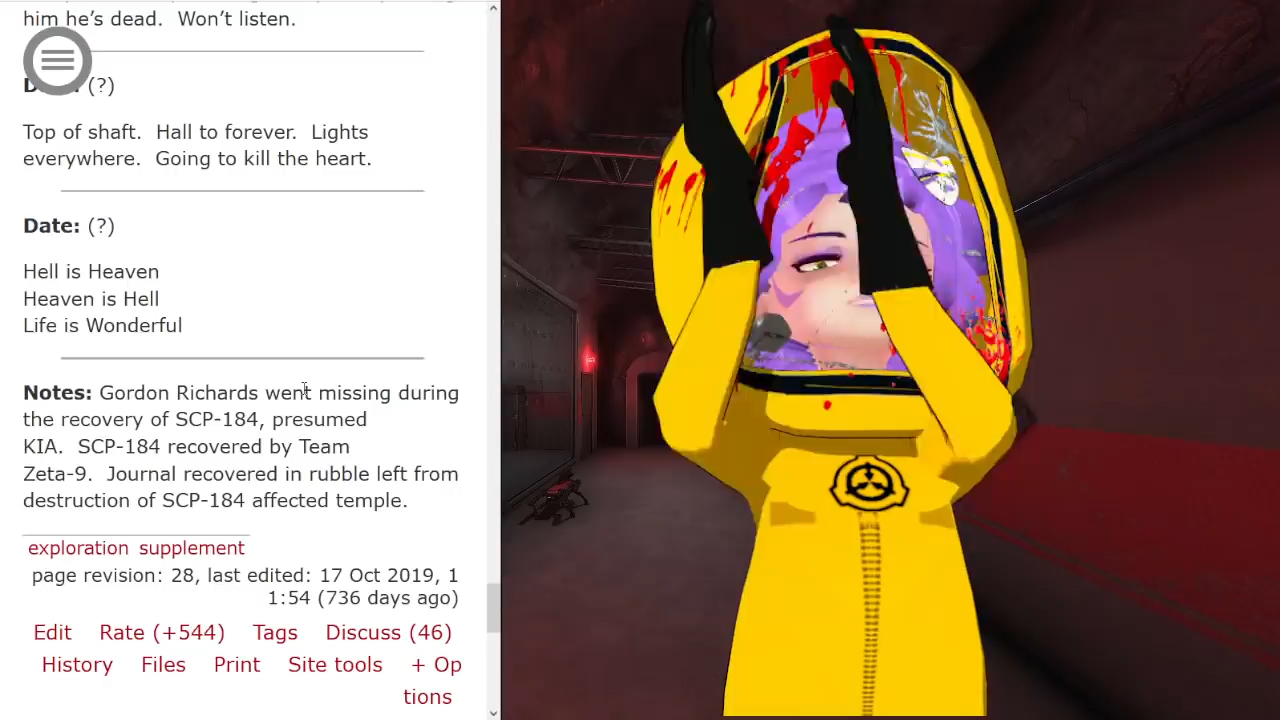 him he’s dead.  Won’t listen.
(?)
Top of shaft.  Hall to forever.  Lights
everywhere.  Going to kill the heart.
Date: (?)
Hell is Heaven
Heaven is Hell
Life is Wonderful
Notes: Gordon Richards went missing during
the recovery of SCP-184, presumed
KIA.  SCP-184 recovered by Team
Zeta-9.  Journal recovered in rubble left from
destruction of SCP-184 affected temple.
exploration supplement
page revision: 28, last edited: 17 Oct 2019, 1
1:54 (736 days ago)
Edit Rate (+544) Tags Discuss (46)
History Files Print Site tools + Op
tions